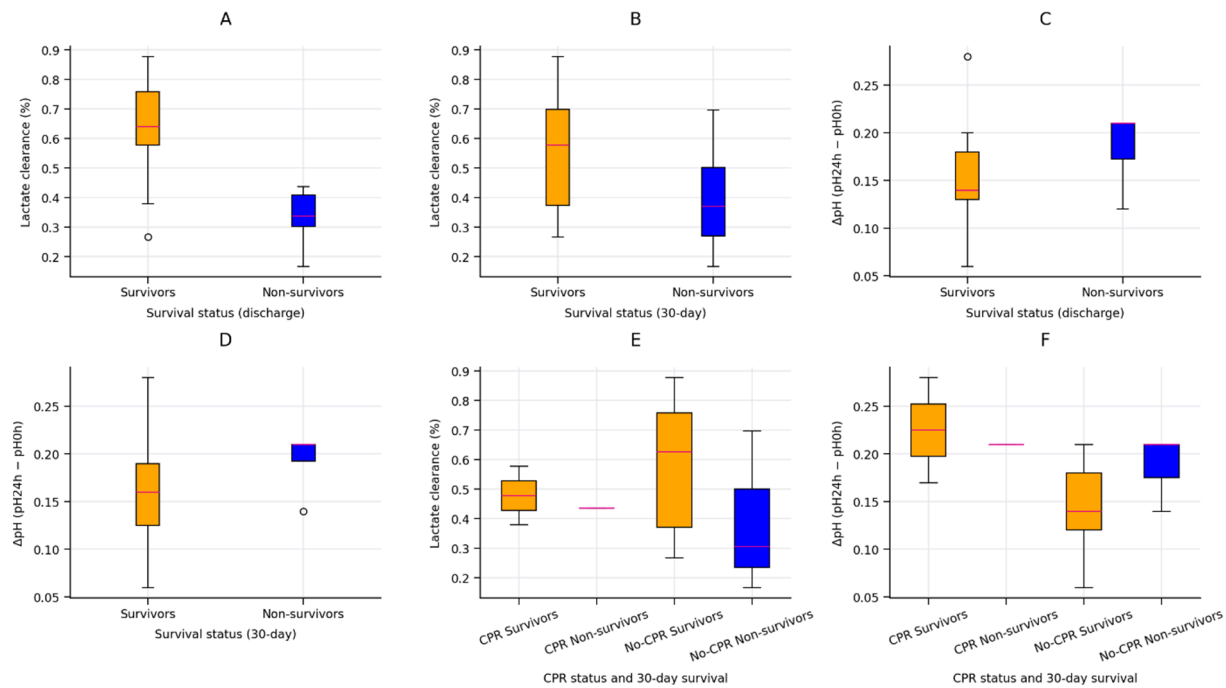 A
Lactate clearance (%)
0.9
0.8
0.7
0.6
0.5
0.4
0.3
0.2
Survivors Non-survivors
Survival status (discharge)
B
Lactate clearance (%)
0.9
0.8
0.7
0.6
0.5
0.4
0.3
0.2
Survivors Non-survivors
Survival status (30-day)
C
ΔpH (pH24h − pH0h)
0.25
0.20
0.15
0.10
0.05
Survivors Non-survivors
Survival status (discharge)
D
ΔpH (pH24h − pH0h)
0.25
0.20
0.15
0.10
0.05
Survivors Non-survivors
Survival status (30-day)
E
Lactate clearance (%)
0.9
0.8
0.7
0.6
0.5
0.4
0.3
0.2
CPR Survivors
CPR Non-survivors
No-CPR Survivors
No-CPR Non-survivors
CPR status and 30-day survival
F
ΔpH (pH24h − pH0h)
0.25
0.20
0.15
0.10
0.05
CPR Survivors
CPR Non-survivors
No-CPR Survivors
No-CPR Non-survivors
CPR status and 30-day survival